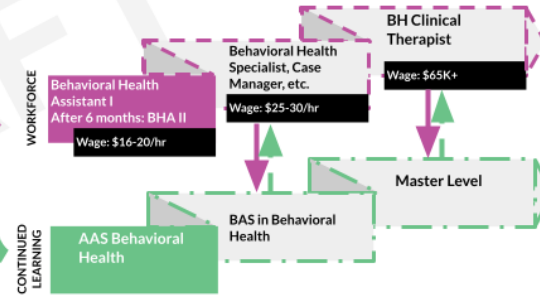 BH Clinical
Therapist
Wage: $65K+
Behavioral Health
Specialist, Case
Manager, etc.
Wage: $25-30/hr
WORKFORCE
Behavioral Health
Assistant I
After 6 months: BHA II
Wage: $16-20/hr
Master Level
BAS in Behavioral
Health
CONTINUED
LEARNING
AAS Behavioral
Health